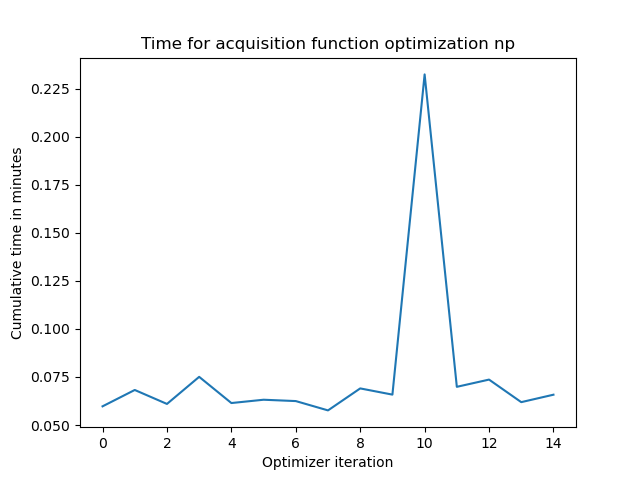 Time for acquisition function optimization np
Cumulative time in minutes
0.225
0.200
0.175
0.150
0.125
0.100
0.075
0.050
0 2 4 6 8 10 12 14
Optimizer iteration